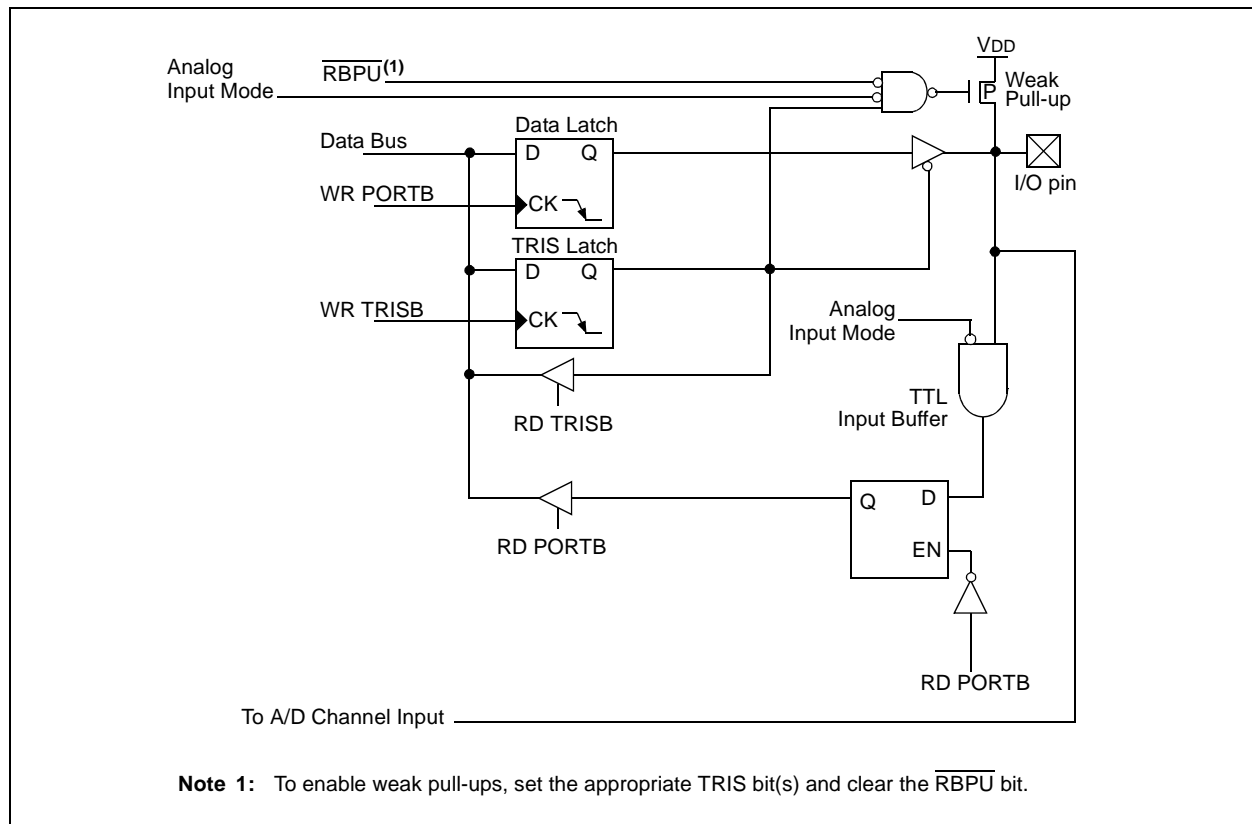 VDD
Analog
Input Mode
RBPU(1)
P
Weak
Pull-up
Data Latch
Data Bus
D Q
I/O pin
WR PORTB
CK
TRIS Latch
D Q
WR TRISB
CK
Analog
Input Mode
TTL
Input Buffer
RD TRISB
Q D
RD PORTB
EN
RD PORTB
To A/D Channel Input
Note 1: To enable weak pull-ups, set the appropriate TRIS bit(s) and clear the RBPU bit.